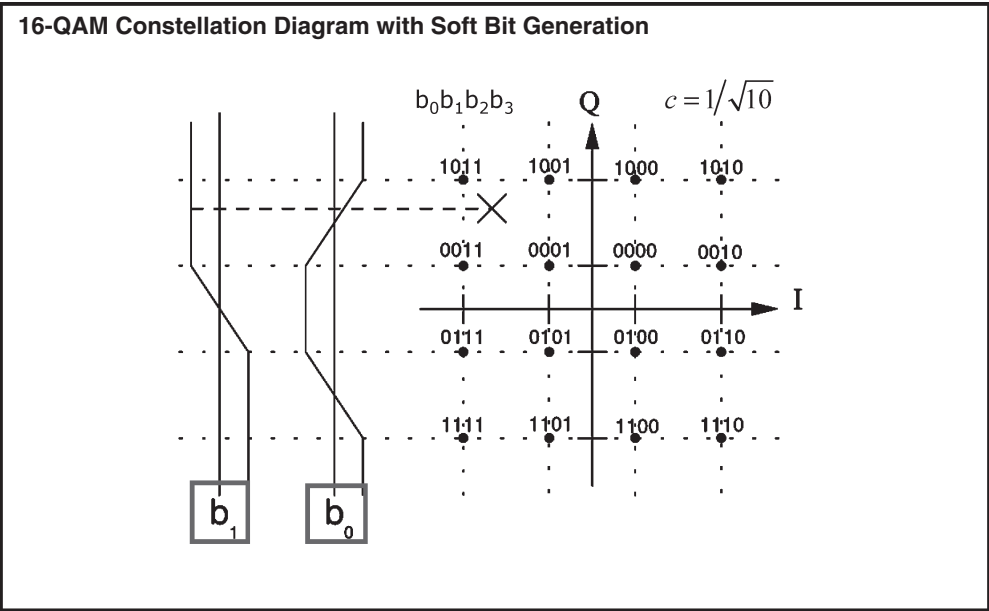 16-QAM Constellation Diagram with Soft Bit Generation
b₀b₁b₂b₃ Q c = 1/√10
1011 1001 1000 1010
0011 0001 0000 0010
I
0111 0101 0100 0110
1111 1101 1100 1110
b₁ b₀